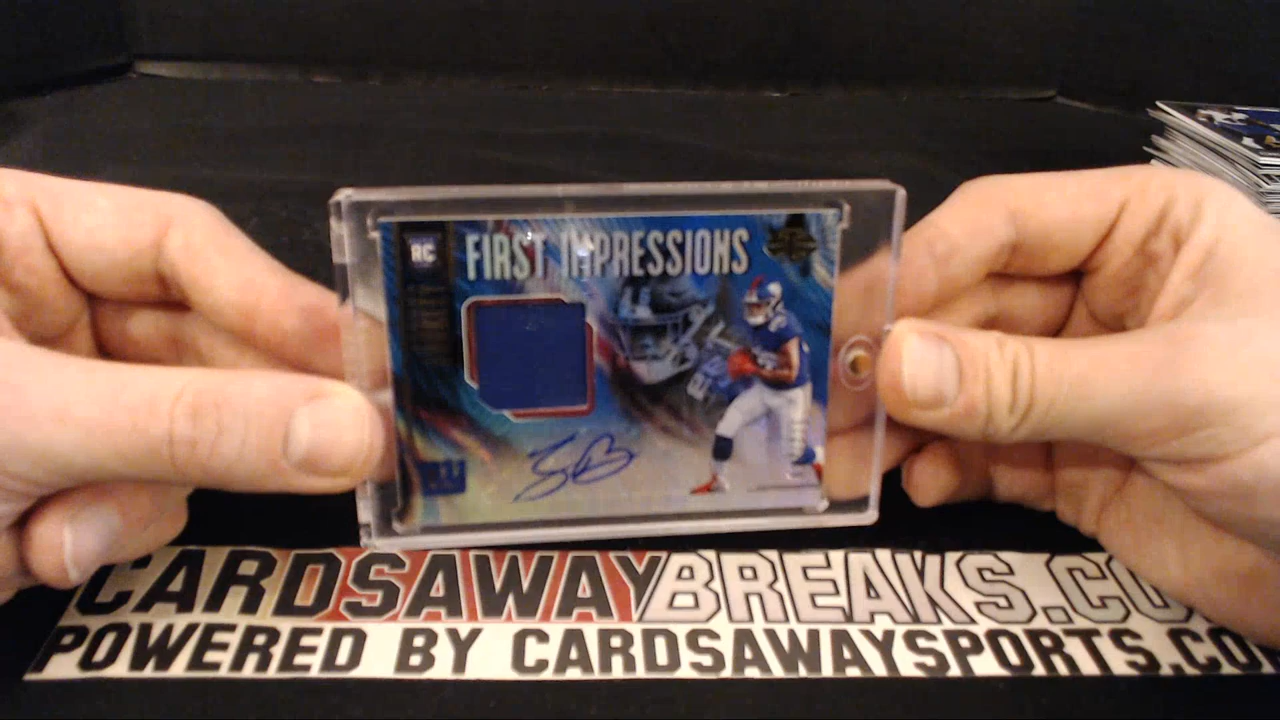 RC
FIRST IMPRESSIONS
CARDSAWAYBREAKS.CO
POWERED BY CARDSAWAYSPORTS.CO